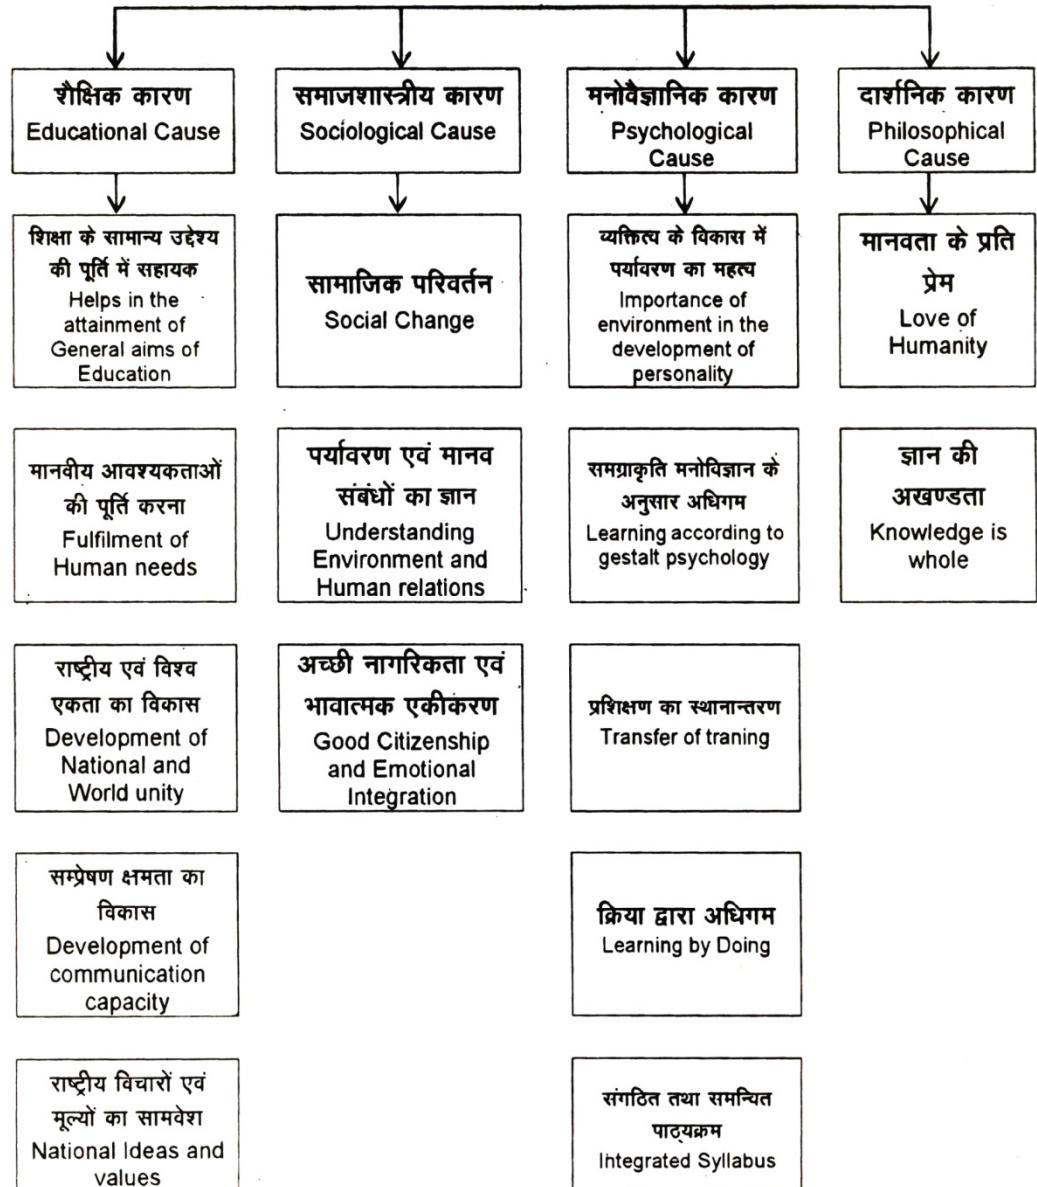 शैक्षिक कारण
Educational Cause
समाजशास्त्रीय कारण
Sociological Cause
मनोवैज्ञानिक कारण
Psychological
Cause
दार्शनिक कारण
Philosophical
Cause
शिक्षा के सामान्य उद्देश्य
की पूर्ति में सहायक
Helps in the
attainment of
General aims of
Education
सामाजिक परिवर्तन
Social Change
व्यक्तित्य के विकास में
पर्यावरण का महत्व
Importance of
environment in the
development of
personality
मानवता के प्रति
प्रेम
Love of
Humanity
मानवीय आवश्यकताओं
की पूर्ति करना
Fulfilment of
Human needs
पर्यावरण एवं मानव
संबंधों का ज्ञान
Understanding
Environment and
Human relations
समग्राकृति मनोविज्ञान के
अनुसार अधिगम
Learning according to
gestalt psychology
ज्ञान की
अखण्डता
Knowledge is
whole
राष्ट्रीय एवं विश्व
एकता का विकास
Development of
National and
World unity
अच्छी नागरिकता एवं
भावात्मक एकीकरण
Good Citizenship
and Emotional
Integration
प्रशिक्षण का स्थानान्तरण
Transfer of traning
सम्प्रेषण क्षमता का
विकास
Development of
communication
capacity
क्रिया द्वारा अधिगम
Learning by Doing
राष्ट्रीय विचारों एवं
मूल्यों का सामवेश
National Ideas and
values
संगठित तथा समन्वित
पाठ्यक्रम
Integrated Syllabus